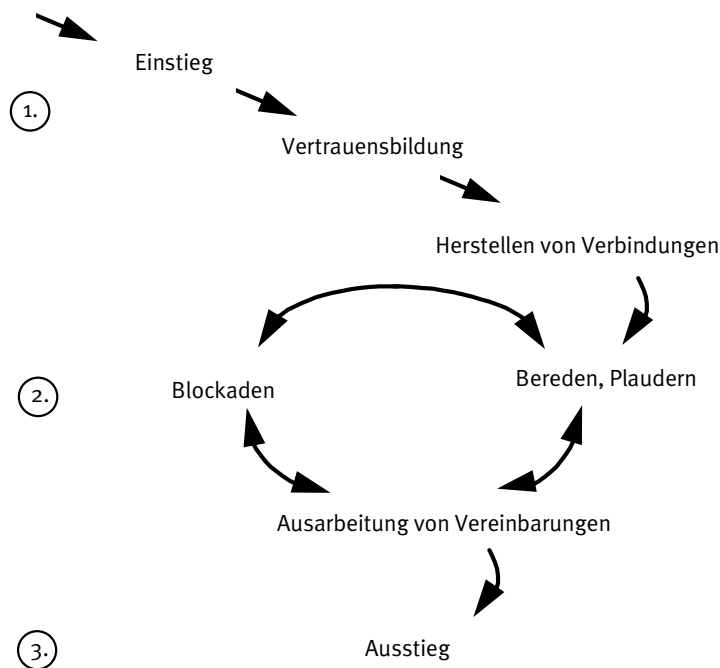 Einstieg
1.
Vertrauensbildung
Herstellen von Verbindungen
2.
Blockaden
Bereden, Plaudern
Ausarbeitung von Vereinbarungen
3.
Ausstieg